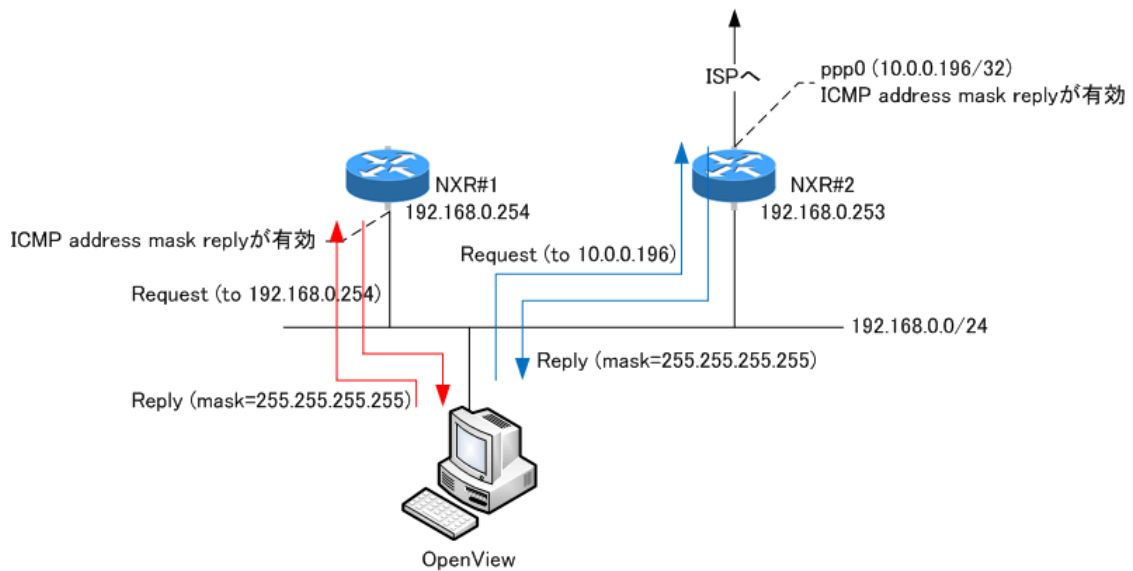 ISPへ
ppp0 (10.0.0.196/32)
ICMP address mask replyが有効
NXR#1
192.168.0.254
NXR#2
192.168.0.253
ICMP address mask replyが有効
Request (to 10.0.0.196)
Request (to 192.168.0.254)
192.168.0.0/24
Reply (mask=255.255.255.255)
Reply (mask=255.255.255.255)
OpenView